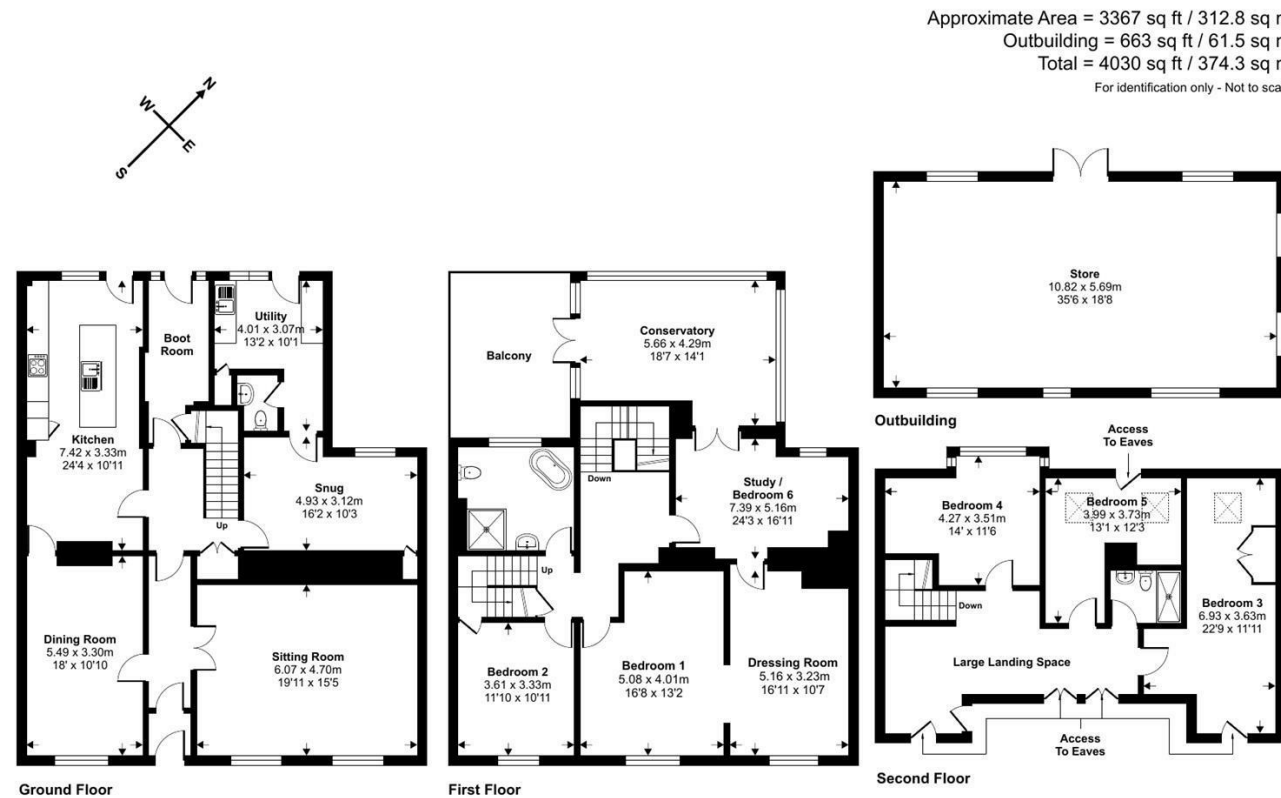 Approximate Area = 3367 sq ft / 312.8 sq m
Outbuilding = 663 sq ft / 61.5 sq m
Total = 4030 sq ft / 374.3 sq m
For identification only - Not to sca
N
W
E
S
Utility
4.01 x 3.07m
13'2 x 10'1
Boot
Room
Kitchen
7.42 x 3.33m
24'4 x 10'11
Snug
4.93 x 3.12m
16'2 x 10'3
Up
Dining Room
5.49 x 3.30m
18' x 10'10
Sitting Room
6.07 x 4.70m
19'11 x 15'5
Ground Floor
Balcony
Conservatory
5.66 x 4.29m
18'7 x 14'1
Down
Study /
Bedroom 6
7.39 x 5.16m
24'3 x 16'11
Up
Bedroom 2
3.61 x 3.33m
11'10 x 10'11
Bedroom 1
5.08 x 4.01m
16'8 x 13'2
Dressing Room
5.16 x 3.23m
16'11 x 10'7
First Floor
Store
10.82 x 5.69m
35'6 x 18'8
Outbuilding
Access
To Eaves
Bedroom 4
4.27 x 3.51m
14' x 11'6
Bedroom 5
3.99 x 3.73m
13'1 x 12'3
Bedroom 3
6.93 x 3.63m
22'9 x 11'11
Down
Large Landing Space
Access
To Eaves
Second Floor